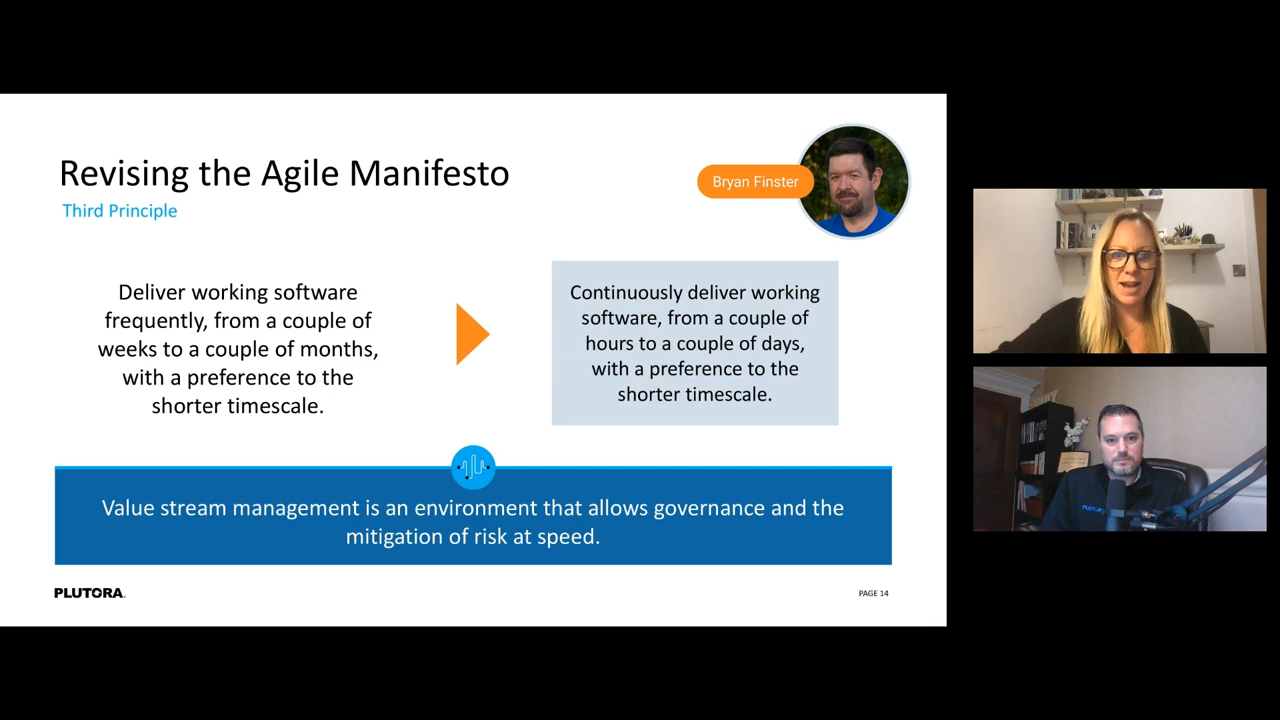 Revising the Agile Manifesto
Third Principle
Bryan Finster
Deliver working software
frequently, from a couple of
weeks to a couple of months,
with a preference to the
shorter timescale.
Continuously deliver working
software, from a couple of
hours to a couple of days,
with a preference to the
shorter timescale.
Value stream management is an environment that allows governance and the
mitigation of risk at speed.
PLUTORA
PAGE 14